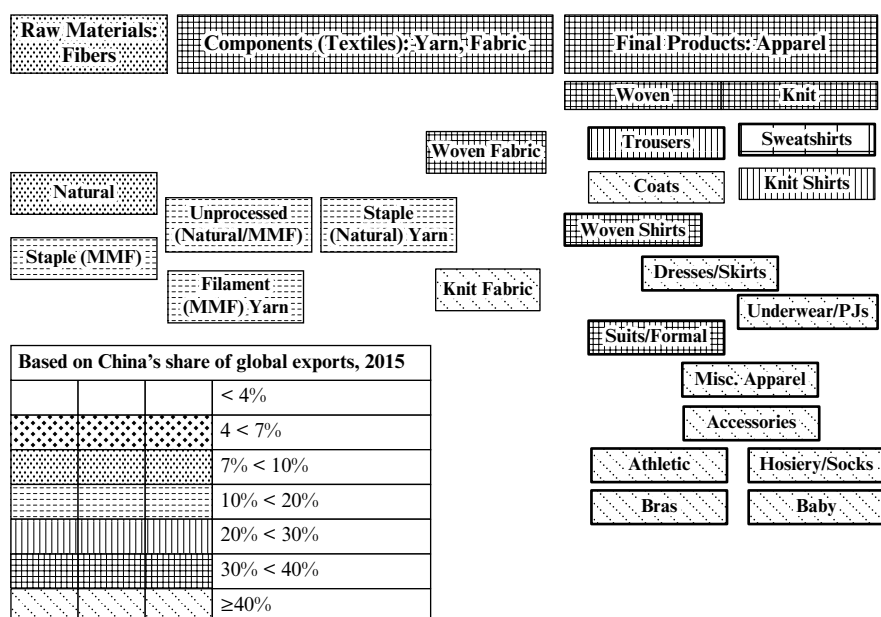 Raw Materials:
Fibers
Components (Textiles): Yarn, Fabric
Final Products: Apparel
Woven
Knit
Woven Fabric
Trousers
Sweatshirts
Natural
Coats
Knit Shirts
Unprocessed
(Natural/MMF)
Staple
(Natural) Yarn
Woven Shirts
Staple (MMF)
Dresses/Skirts
Filament
(MMF) Yarn
Knit Fabric
Underwear/PJs
Suits/Formal
Misc. Apparel
Accessories
Athletic
Hosiery/Socks
Bras
Baby
Based on China’s share of global exports, 2015
< 4%
4 < 7%
7% < 10%
10% < 20%
20% < 30%
30% < 40%
≥40%